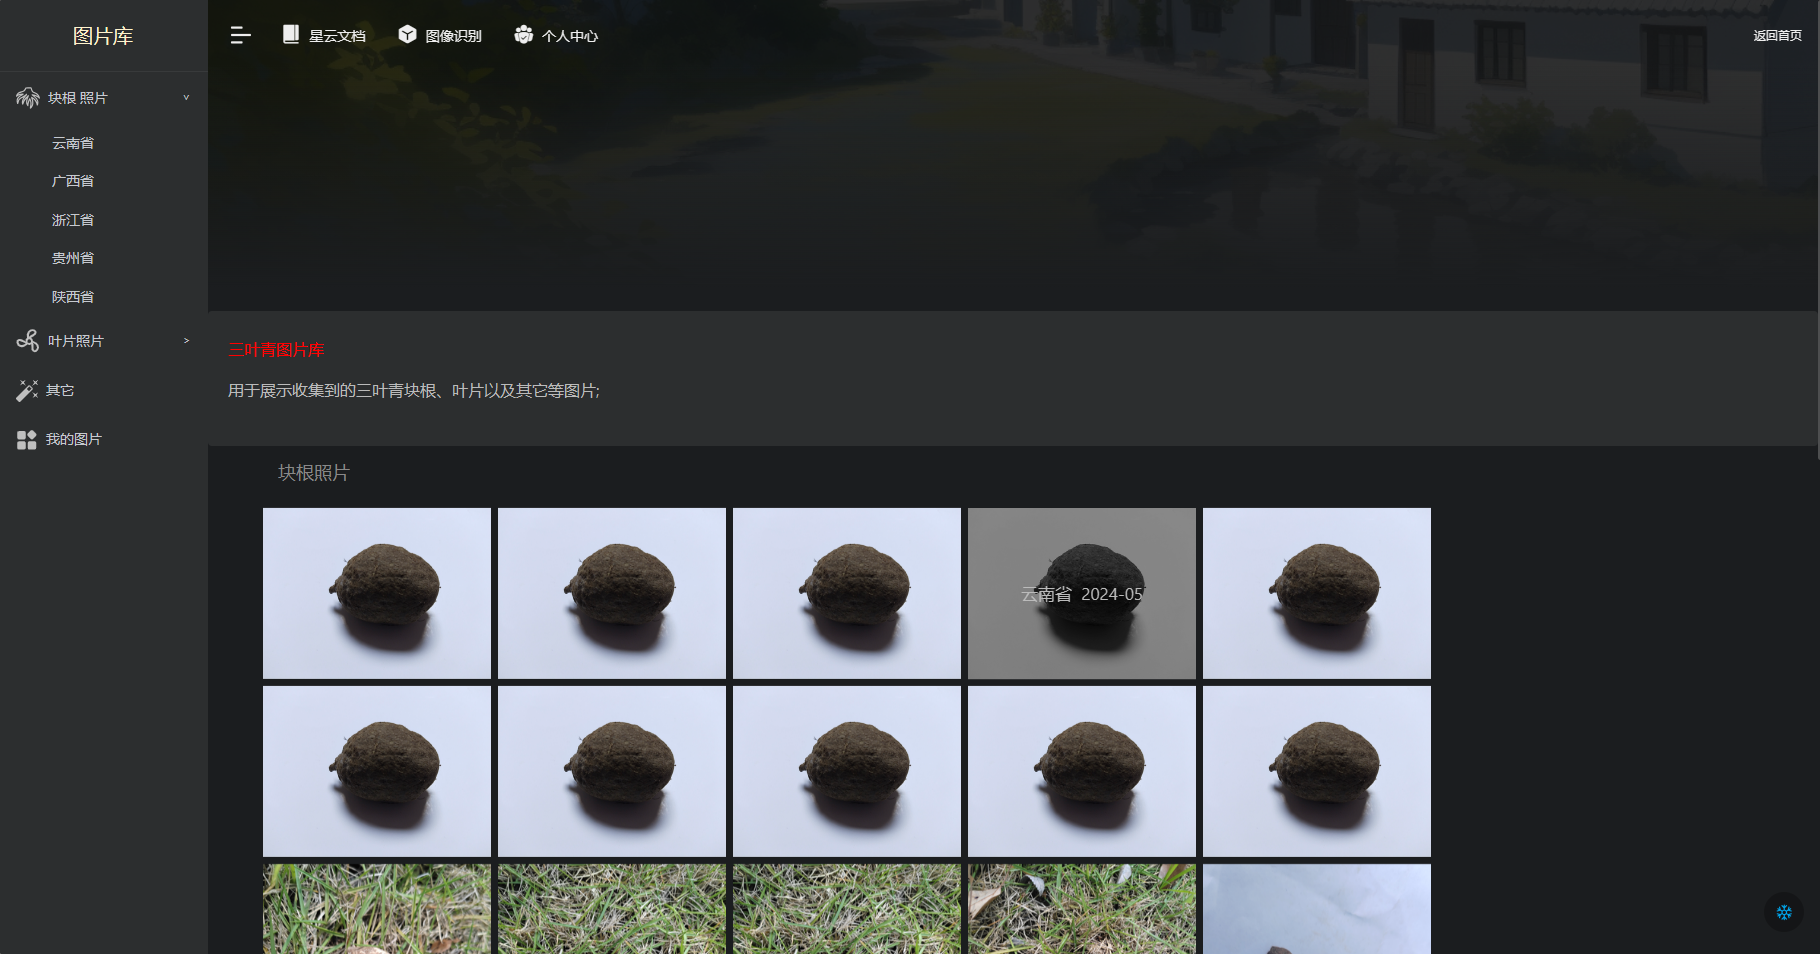 图片库
星云文档
图像识别
个人中心
返回首页
块根 照片
云南省
广西省
浙江省
贵州省
陕西省
叶片照片
其它
我的图片
三叶青图片库
用于展示收集到的三叶青块根、叶片以及其它等图片;
块根照片
云南省 2024-05